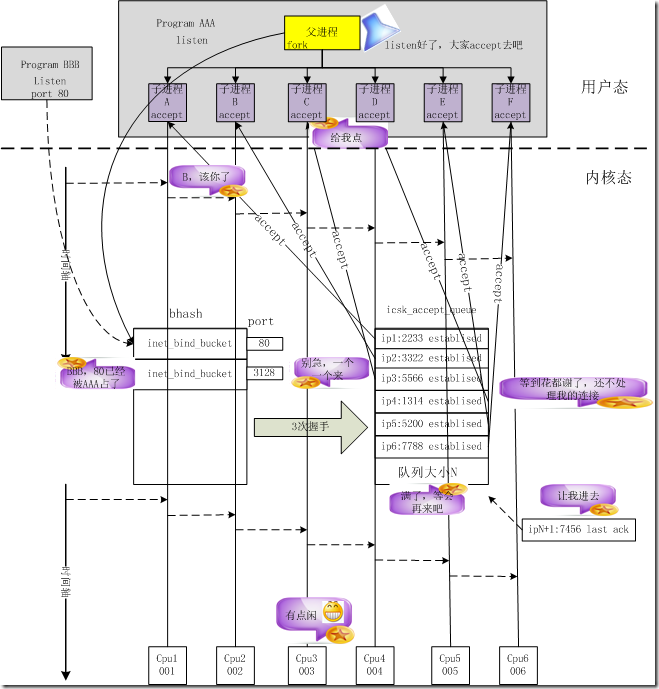 Program AAA
listen
父进程
fork
listen好了，大家accept去吧
Program BBB
Listen
port 80
子进程
A
accept
子进程
B
accept
子进程
C
accept
子进程
D
accept
子进程
E
accept
子进程
F
accept
用户态
给我点
内核态
B，该你了
时间轴
accept
accept
accept
accept
accept
bhash
port
icsk_accept_queue
inet_bind_bucket
80
inet_bind_bucket
3128
BBB，80已经
被AAA占了
别急，一个
一个来
ip1:2233 establised
ip2:3322 establised
ip3:5566 establised
ip4:1314 establised
ip5:5200 establised
ip6:7788 establised
等到花都谢了，还不处
理我的连接
3次握手
队列大小N
满了，等会
再来吧
让我进去
ipN+1:7456 last ack
时间轴
有点闲
Cpu1
001
Cpu2
002
Cpu3
003
Cpu4
004
Cpu5
005
Cpu6
006